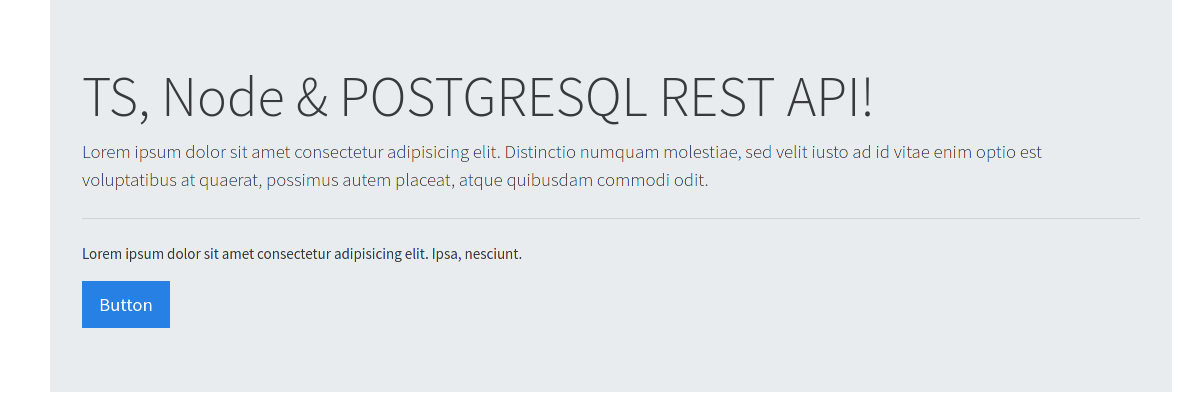 TS, Node & POSTGRESQL REST API!
Lorem ipsum dolor sit amet consectetur adipisicing elit. Distinctio numquam molestiae, sed velit iusto ad id vitae enim optio est
voluptatibus at quaerat, possimus autem placeat, atque quibusdam commodi odit.
Lorem ipsum dolor sit amet consectetur adipisicing elit. Ipsa, nesciunt.
Button